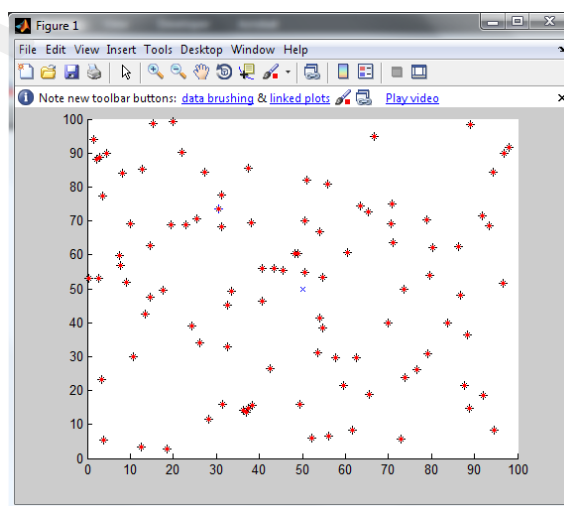 Figure 1
File Edit View Insert Tools Desktop Window Help
Note new toolbar buttons: data brushing & linked plots Play video
100
90
80
70
60
50
40
30
20
10
0
0 10 20 30 40 50 60 70 80 90 100